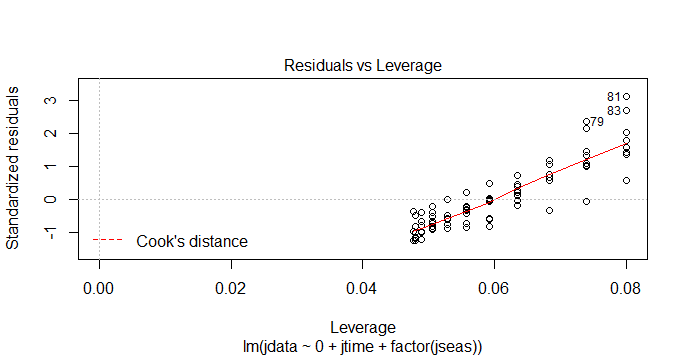 Residuals vs Leverage
Standardized residuals
3
2
1
0
-1
81
83
79
Cook's distance
0.00 0.02 0.04 0.06 0.08
Leverage
lm(jdata ~ 0 + jtime + factor(jseas))